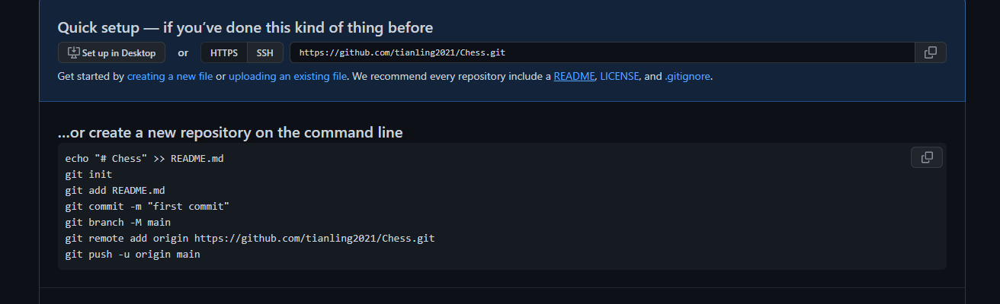 Quick setup — if you’ve done this kind of thing before
Set up in Desktop or HTTPS SSH https://github.com/tianling2021/Chess.git
Get started by creating a new file or uploading an existing file. We recommend every repository include a README, LICENSE, and .gitignore.
...or create a new repository on the command line
echo "# Chess" >> README.md
git init
git add README.md
git commit -m "first commit"
git branch -M main
git remote add origin https://github.com/tianling2021/Chess.git
git push -u origin main